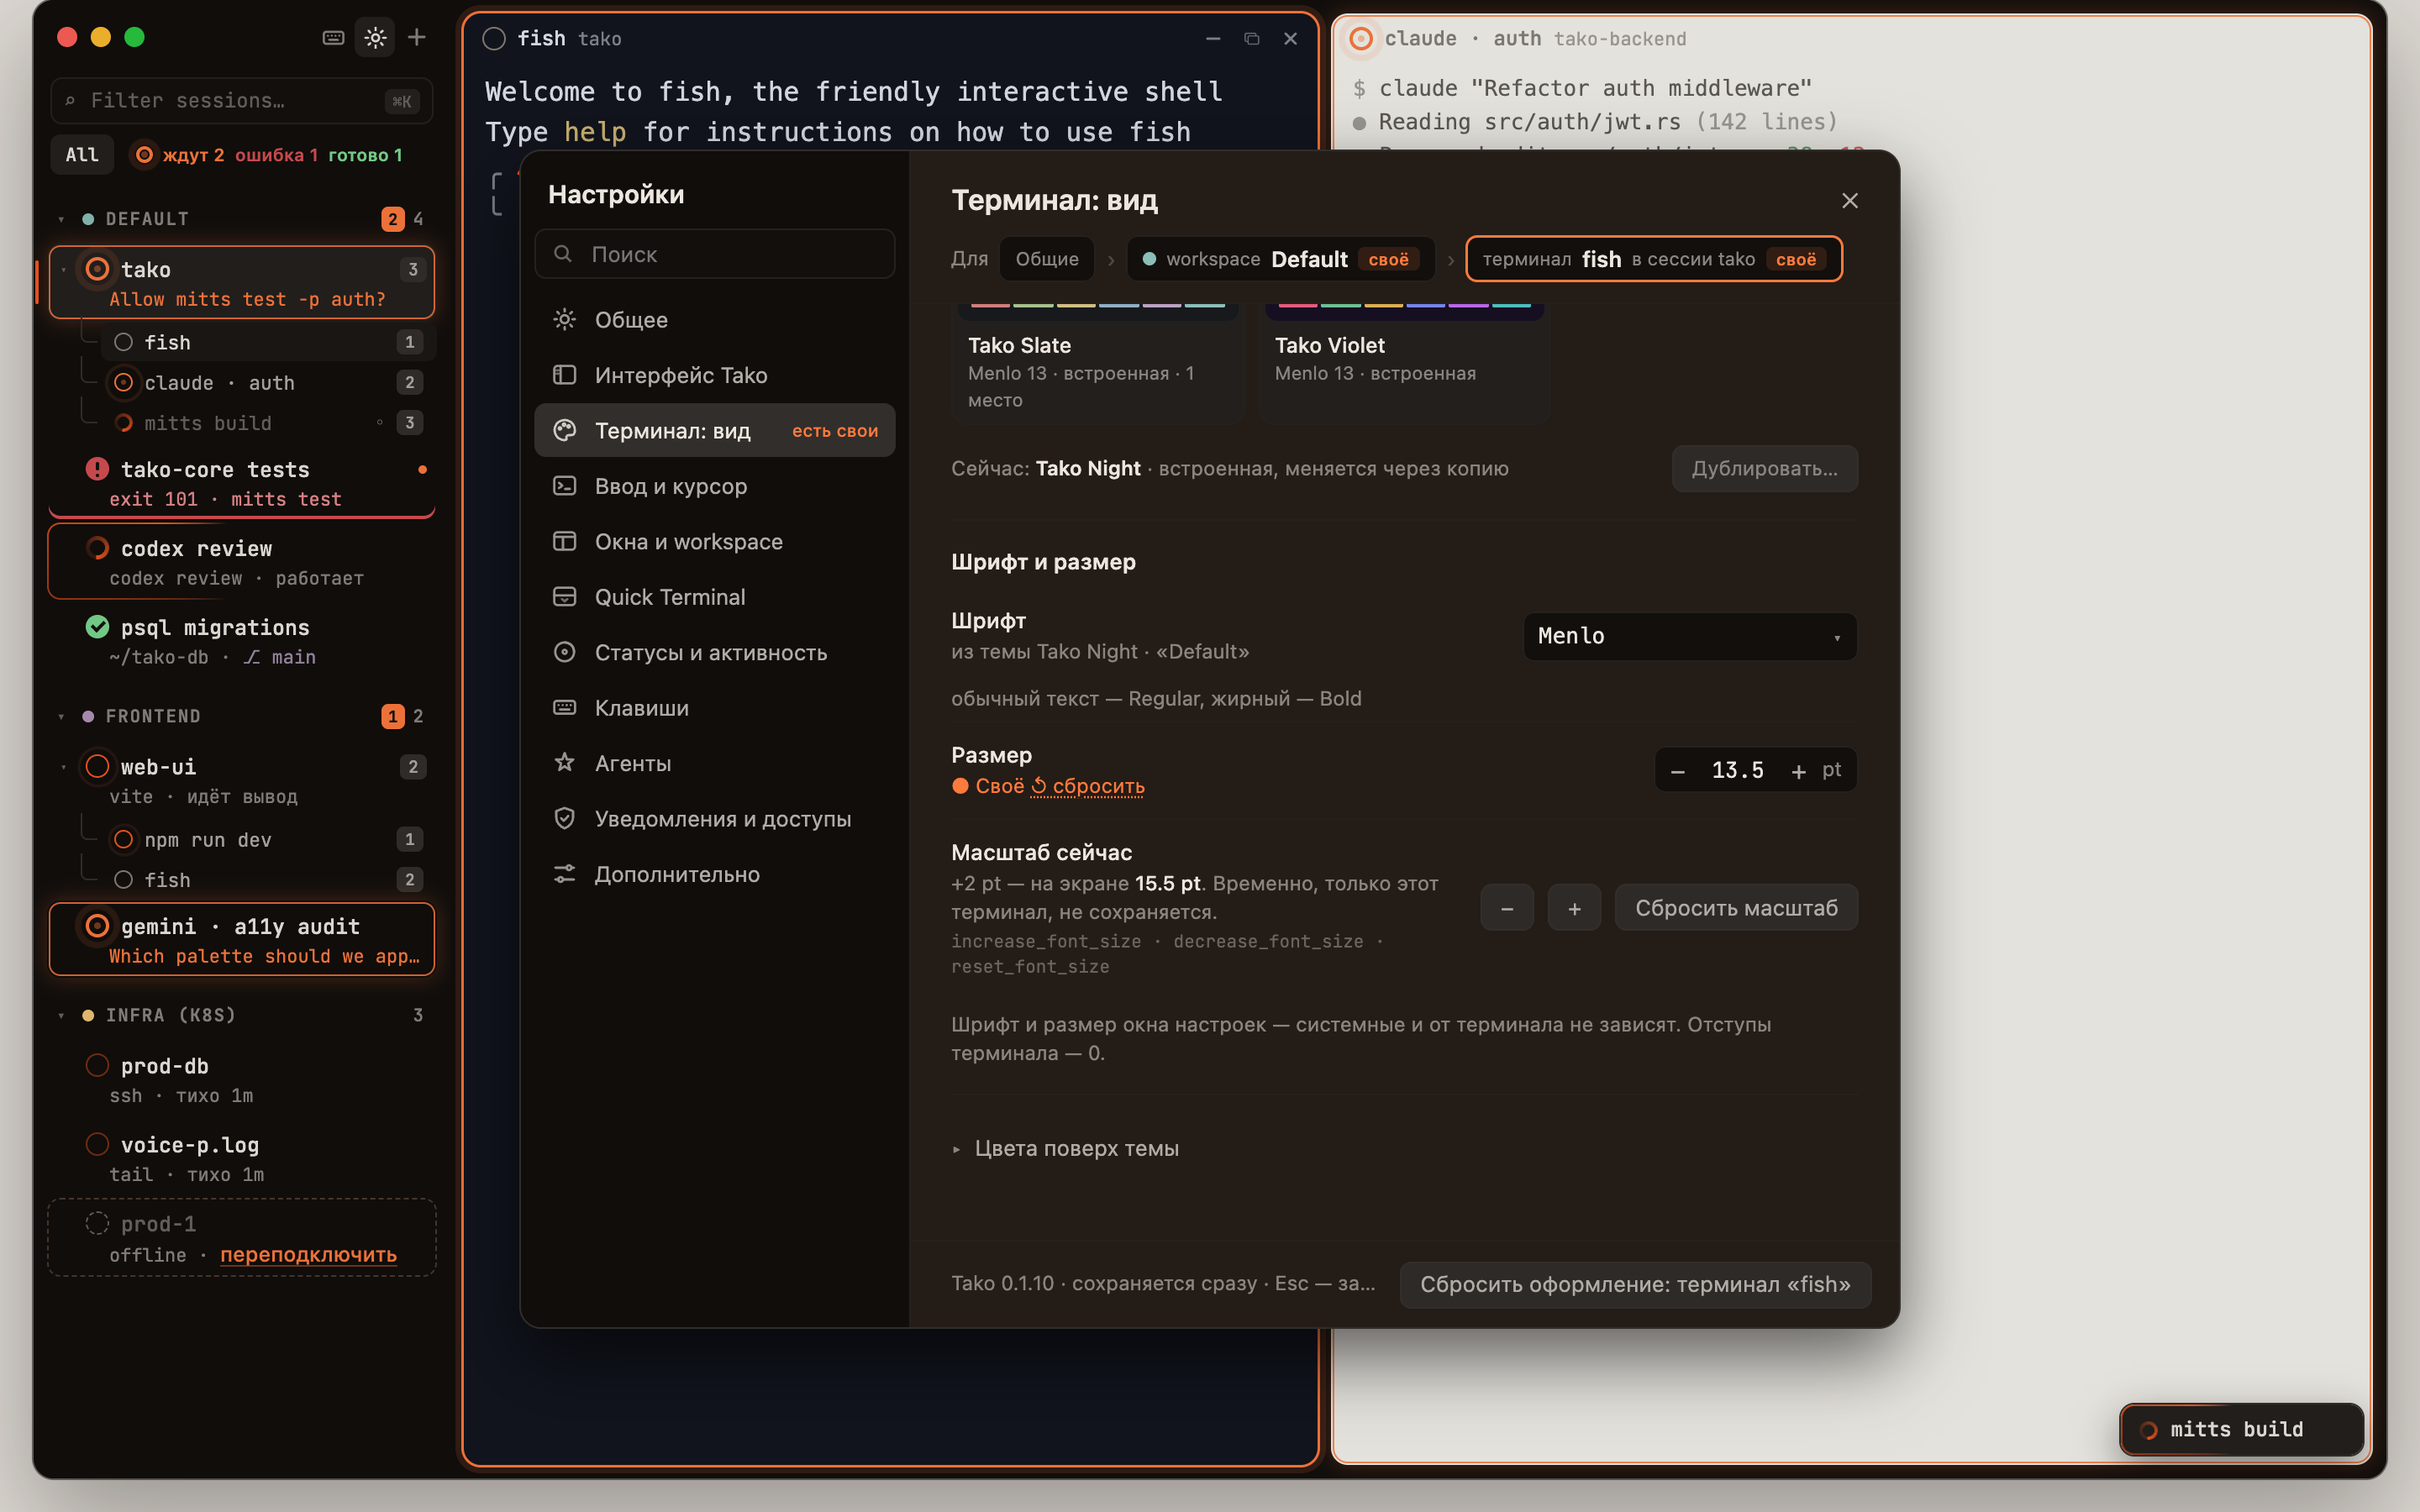 Filter sessions… ⌘K
All ждут 2 ошибка 1 готово 1
DEFAULT 2 4
tako 3
Allow mitts test -p auth?
fish 1
claude · auth 2
mitts build 3
tako-core tests
exit 101 · mitts test
codex review
codex review · работает
psql migrations
~/tako-db · ⎇ main
FRONTEND 1 2
web-ui 2
vite · идёт вывод
npm run dev 1
fish 2
gemini · a11y audit
Which palette should we app…
INFRA (K8S) 3
prod-db
ssh · тихо 1m
voice-p.log
tail · тихо 1m
prod-1
offline · переподключить
fish tako
Welcome to fish, the friendly interactive shell
Type help for instructions on how to use fish
claude · auth tako-backend
$ claude "Refactor auth middleware"
● Reading src/auth/jwt.rs (142 lines)
Настройки
Поиск
Общее
Интерфейс Tako
Терминал: вид есть свои
Ввод и курсор
Окна и workspace
Quick Terminal
Статусы и активность
Клавиши
Агенты
Уведомления и доступы
Дополнительно
Терминал: вид
Для Общие › workspace Default своё › терминал fish в сессии tako своё
Tako Slate
Menlo 13 · встроенная · 1
место
Tako Violet
Menlo 13 · встроенная
Сейчас: Tako Night · встроенная, меняется через копию
Дублировать…
Шрифт и размер
Шрифт
из темы Tako Night · «Default»
Menlo
обычный текст — Regular, жирный — Bold
Размер
Своё ↺ сбросить
− 13.5 + pt
Масштаб сейчас
+2 pt — на экране 15.5 pt. Временно, только этот
терминал, не сохраняется.
increase_font_size · decrease_font_size ·
reset_font_size
− + Сбросить масштаб
Шрифт и размер окна настроек — системные и от терминала не зависят. Отступы
терминала — 0.
Цвета поверх темы
Tako 0.1.10 · сохраняется сразу · Esc — за…
Сбросить оформление: терминал «fish»
mitts build